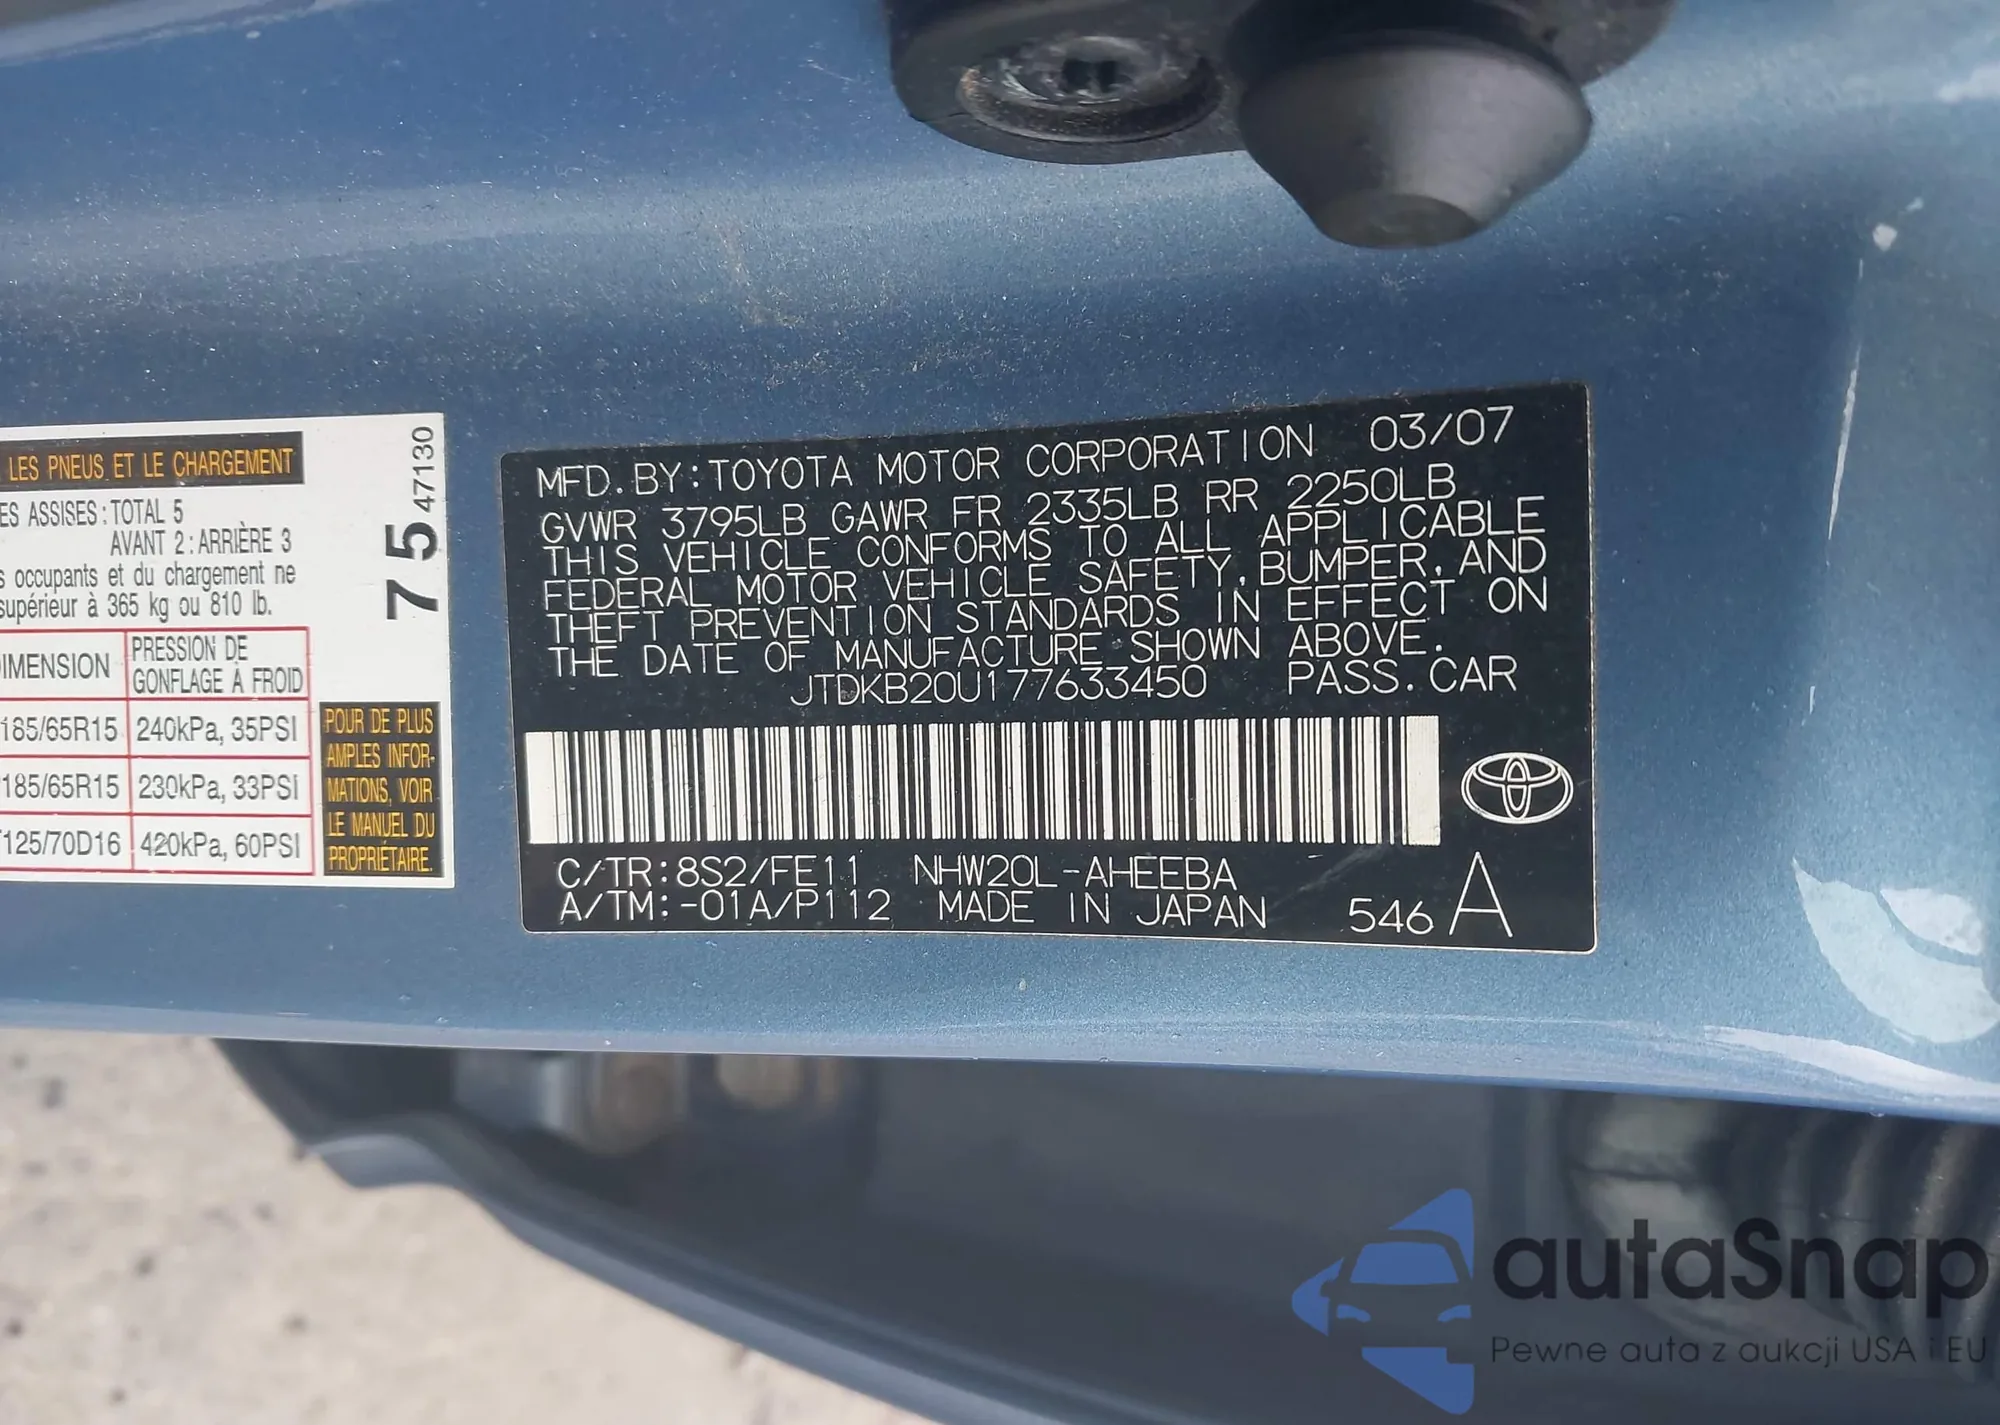 LES PNEUS ET LE CHARGEMENT
ES ASSISES: TOTAL 5
AVANT 2: ARRIÈRE 3
s occupants et du chargement ne
supérieur à 365 kg ou 810 lb.
IMENSION PRESSION DE GONFLAGE À FROID
185/65R15 240kPa, 35PSI
185/65R15 230kPa, 33PSI
125/70D16 420kPa, 60PSI
75 47130
POUR DE PLUS
AMPLES INFOR-
MATIONS, VOIR
LE MANUEL DU
PROPRIÉTAIRE.
MFD. BY: TOYOTA MOTOR CORPORATION 03/07
GVWR 3795LB GAWR FR 2335LB RR 2250LB
THIS VEHICLE CONFORMS TO ALL APPLICABLE
FEDERAL MOTOR VEHICLE SAFETY, BUMPER, AND
THEFT PREVENTION STANDARDS IN EFFECT ON
THE DATE OF MANUFACTURE SHOWN ABOVE.
JTDKB20U177633450 PASS. CAR
C/TR: 8S2/FE11 NHW20L-AHEEBA
A/TM: -01A/P112 MADE IN JAPAN 546 A
autaSnap
Pewne auta z aukcji USA i EU